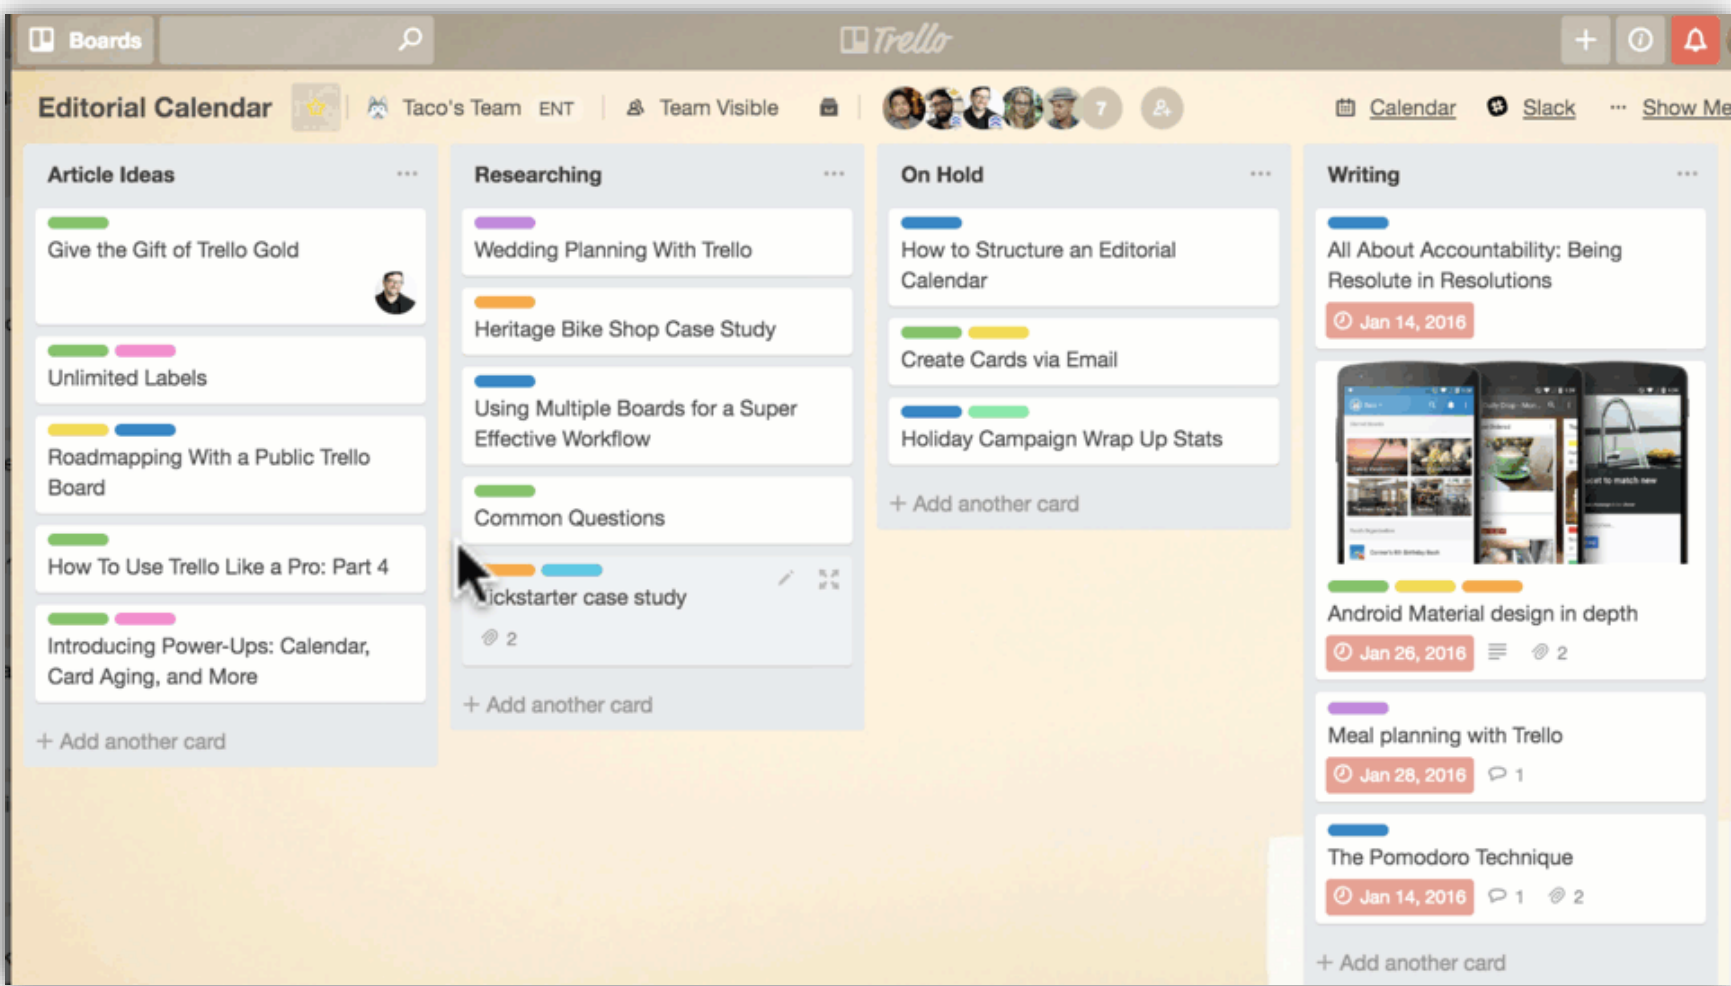 Boards
Trello
Editorial Calendar
Taco's Team ENT
Team Visible
7
Calendar
Slack
··· Show Me
Article Ideas
Give the Gift of Trello Gold
Unlimited Labels
Roadmapping With a Public Trello
Board
How To Use Trello Like a Pro: Part 4
Introducing Power-Ups: Calendar,
Card Aging, and More
+ Add another card
Researching
Wedding Planning With Trello
Heritage Bike Shop Case Study
Using Multiple Boards for a Super
Effective Workflow
Common Questions
ickstarter case study
2
+ Add another card
On Hold
How to Structure an Editorial
Calendar
Create Cards via Email
Holiday Campaign Wrap Up Stats
+ Add another card
Writing
All About Accountability: Being
Resolute in Resolutions
Jan 14, 2016
ucet to match new
Android Material design in depth
Jan 26, 2016 2
Meal planning with Trello
Jan 28, 2016 1
The Pomodoro Technique
Jan 14, 2016 1 2
+ Add another card